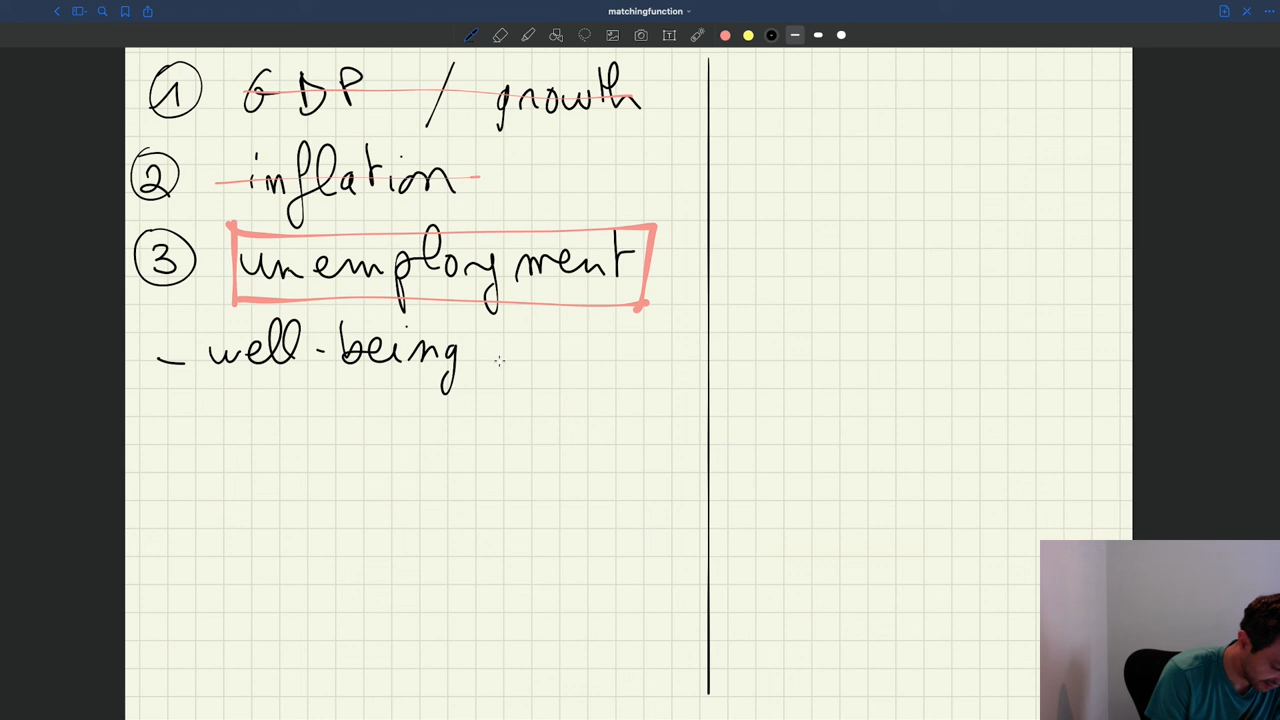 matchingfunction
1 GDP / growth
2 inflation
3 unemployment
- well-being